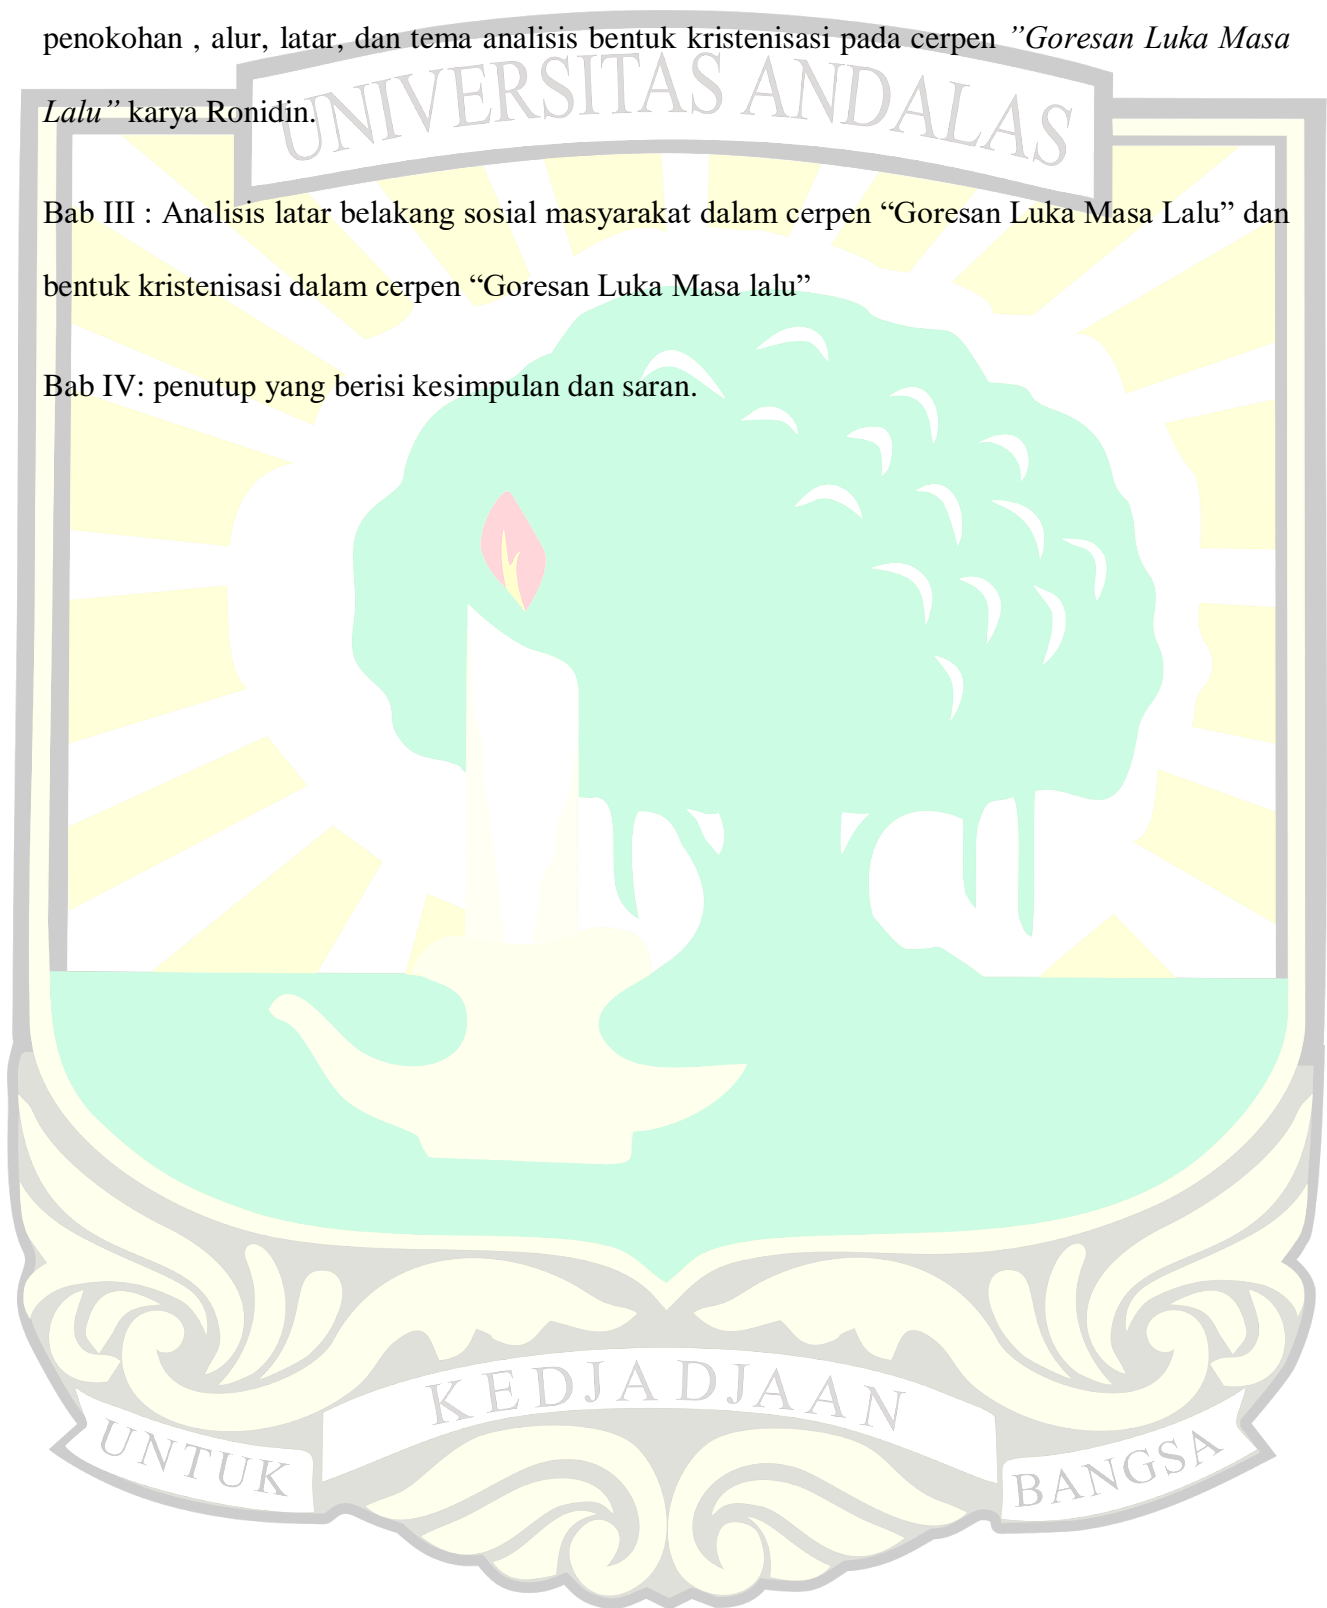 penokohan , alur, latar, dan tema analisis bentuk kristenisasi pada cerpen ”Goresan Luka Masa
Lalu” karya Ronidin.
UNIVERSITAS ANDALAS
Bab III : Analisis latar belakang sosial masyarakat dalam cerpen “Goresan Luka Masa Lalu” dan
bentuk kristenisasi dalam cerpen “Goresan Luka Masa lalu”
Bab IV: penutup yang berisi kesimpulan dan saran.
UNTUK KEDJADJAAN BANGSA